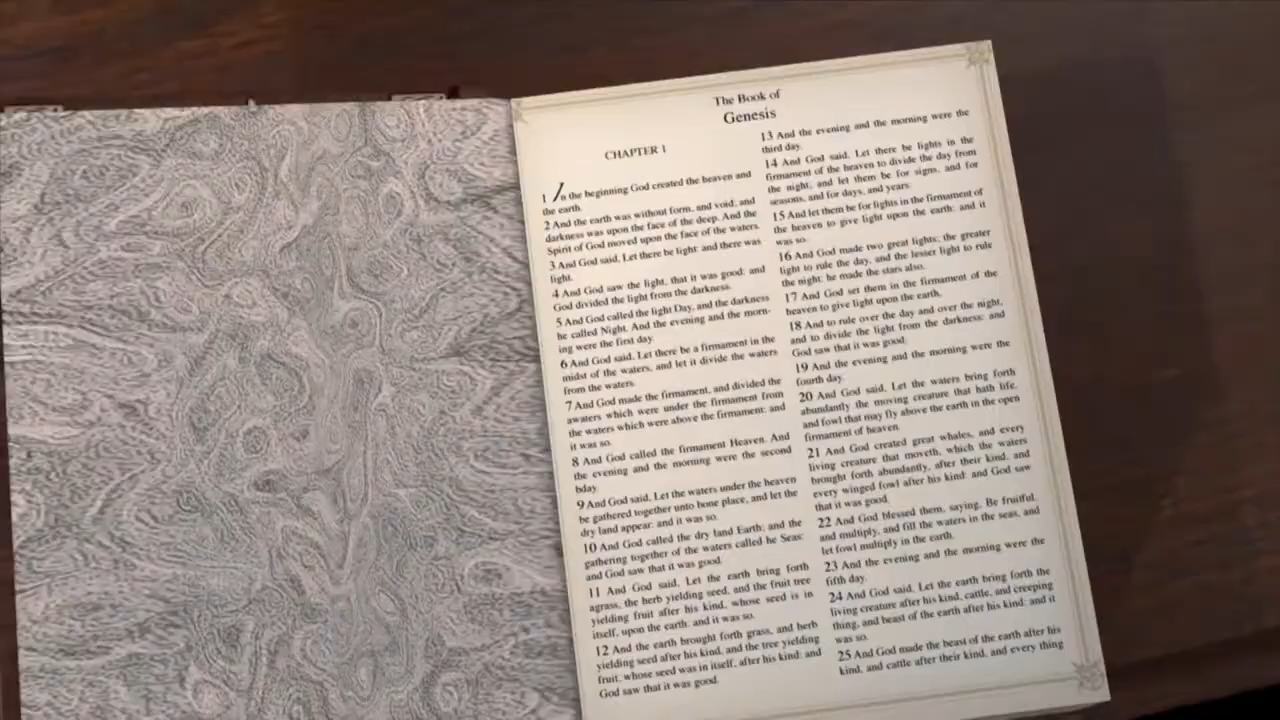 The Book of
Genesis
CHAPTER 1
1 In the beginning God created the heaven and
the earth.
2 And the earth was without form, and void; and
darkness was upon the face of the deep. And the
Spirit of God moved upon the face of the waters.
3 And God said, Let there be light: and there was
light.
4 And God saw the light, that it was good: and
God divided the light from the darkness.
5 And God called the light Day, and the darkness
he called Night. And the evening and the morn-
ing were the first day.
6 And God said, Let there be a firmament in the
midst of the waters, and let it divide the waters
from the waters.
7 And God made the firmament, and divided the
awaters which were under the firmament from
the waters which were above the firmament: and
it was so.
8 And God called the firmament Heaven. And
the evening and the morning were the second
bday.
9 And God said, Let the waters under the heaven
be gathered together unto bone place, and let the
dry land appear: and it was so.
10 And God called the dry land Earth; and the
gathering together of the waters called he Seas:
and God saw that it was good.
11 And God said, Let the earth bring forth
agrass, the herb yielding seed, and the fruit tree
yielding fruit after his kind, whose seed is in
itself, upon the earth: and it was so.
12 And the earth brought forth grass, and herb
yielding seed after his kind, and the tree yielding
fruit, whose seed was in itself, after his kind: and
God saw that it was good.
13 And the evening and the morning were the
third day.
14 And God said, Let there be lights in the
firmament of the heaven to divide the day from
the night; and let them be for signs, and for
seasons, and for days, and years:
15 And let them be for lights in the firmament of
the heaven to give light upon the earth: and it
was so.
16 And God made two great lights; the greater
light to rule the day, and the lesser light to rule
the night: he made the stars also.
17 And God set them in the firmament of the
heaven to give light upon the earth,
18 And to rule over the day and over the night,
and to divide the light from the darkness: and
God saw that it was good.
19 And the evening and the morning were the
fourth day.
20 And God said, Let the waters bring forth
abundantly the moving creature that hath life,
and fowl that may fly above the earth in the open
firmament of heaven.
21 And God created great whales, and every
living creature that moveth, which the waters
brought forth abundantly, after their kind, and
every winged fowl after his kind: and God saw
that it was good.
22 And God blessed them, saying, Be fruitful,
and multiply, and fill the waters in the seas, and
let fowl multiply in the earth.
23 And the evening and the morning were the
fifth day.
24 And God said, Let the earth bring forth the
living creature after his kind, cattle, and creeping
thing, and beast of the earth after his kind: and it
was so.
25 And God made the beast of the earth after his
kind, and cattle after their kind, and every thing